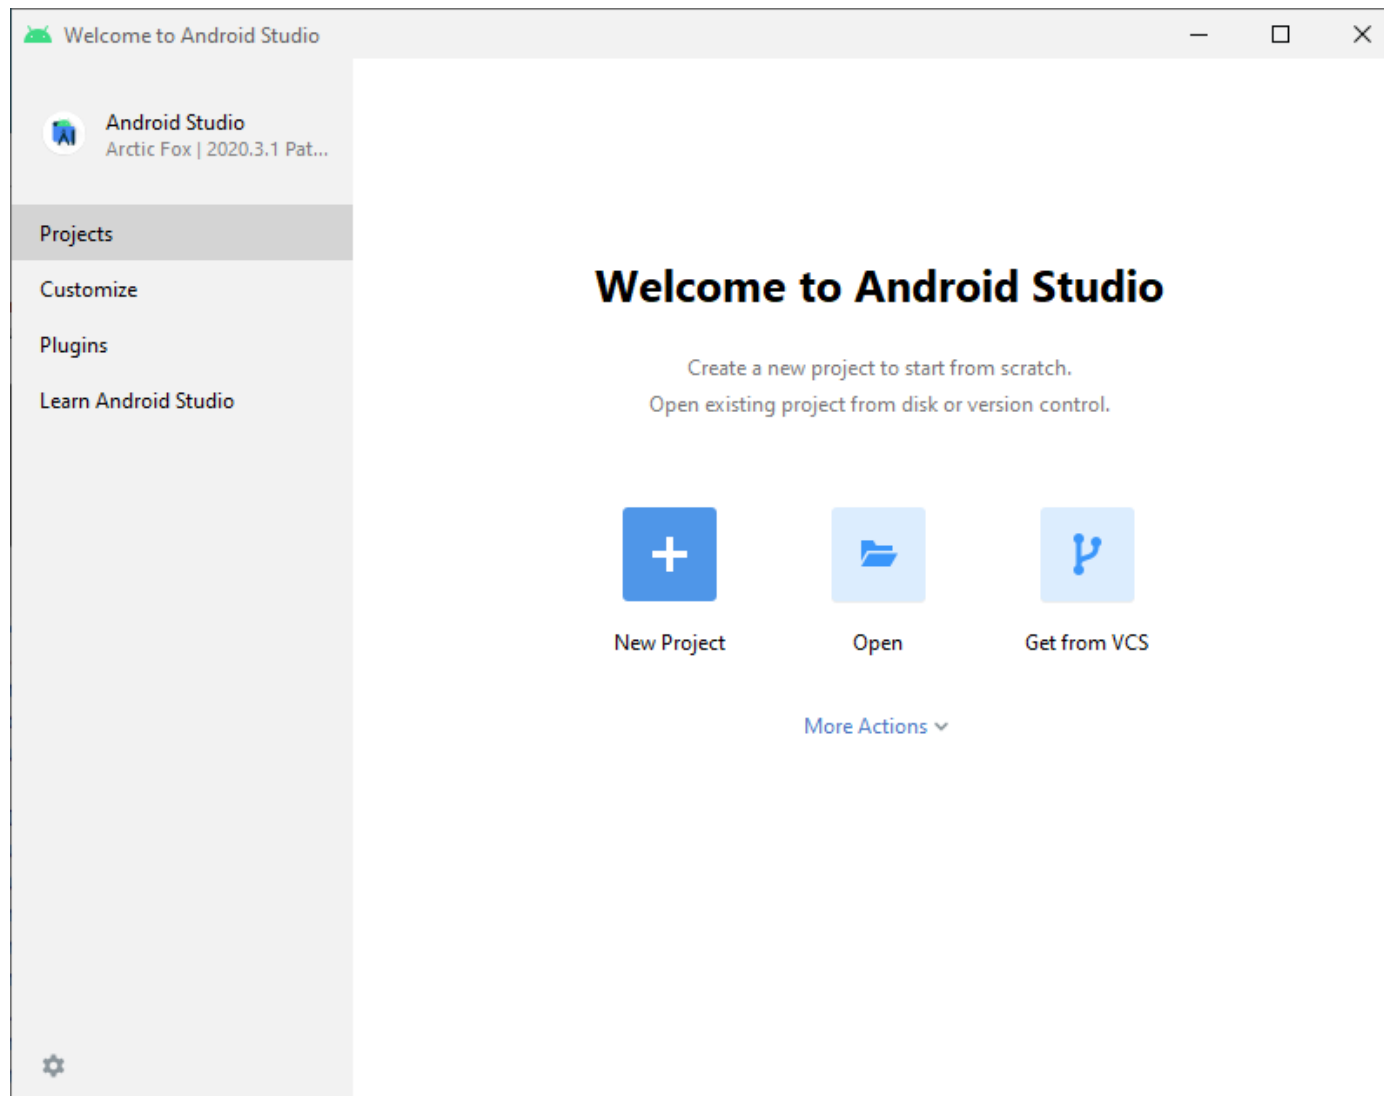 Welcome to Android Studio
Android Studio
Arctic Fox | 2020.3.1 Pat...
Projects
Customize
Plugins
Learn Android Studio
Welcome to Android Studio
Create a new project to start from scratch.
Open existing project from disk or version control.
New Project
Open
Get from VCS
More Actions